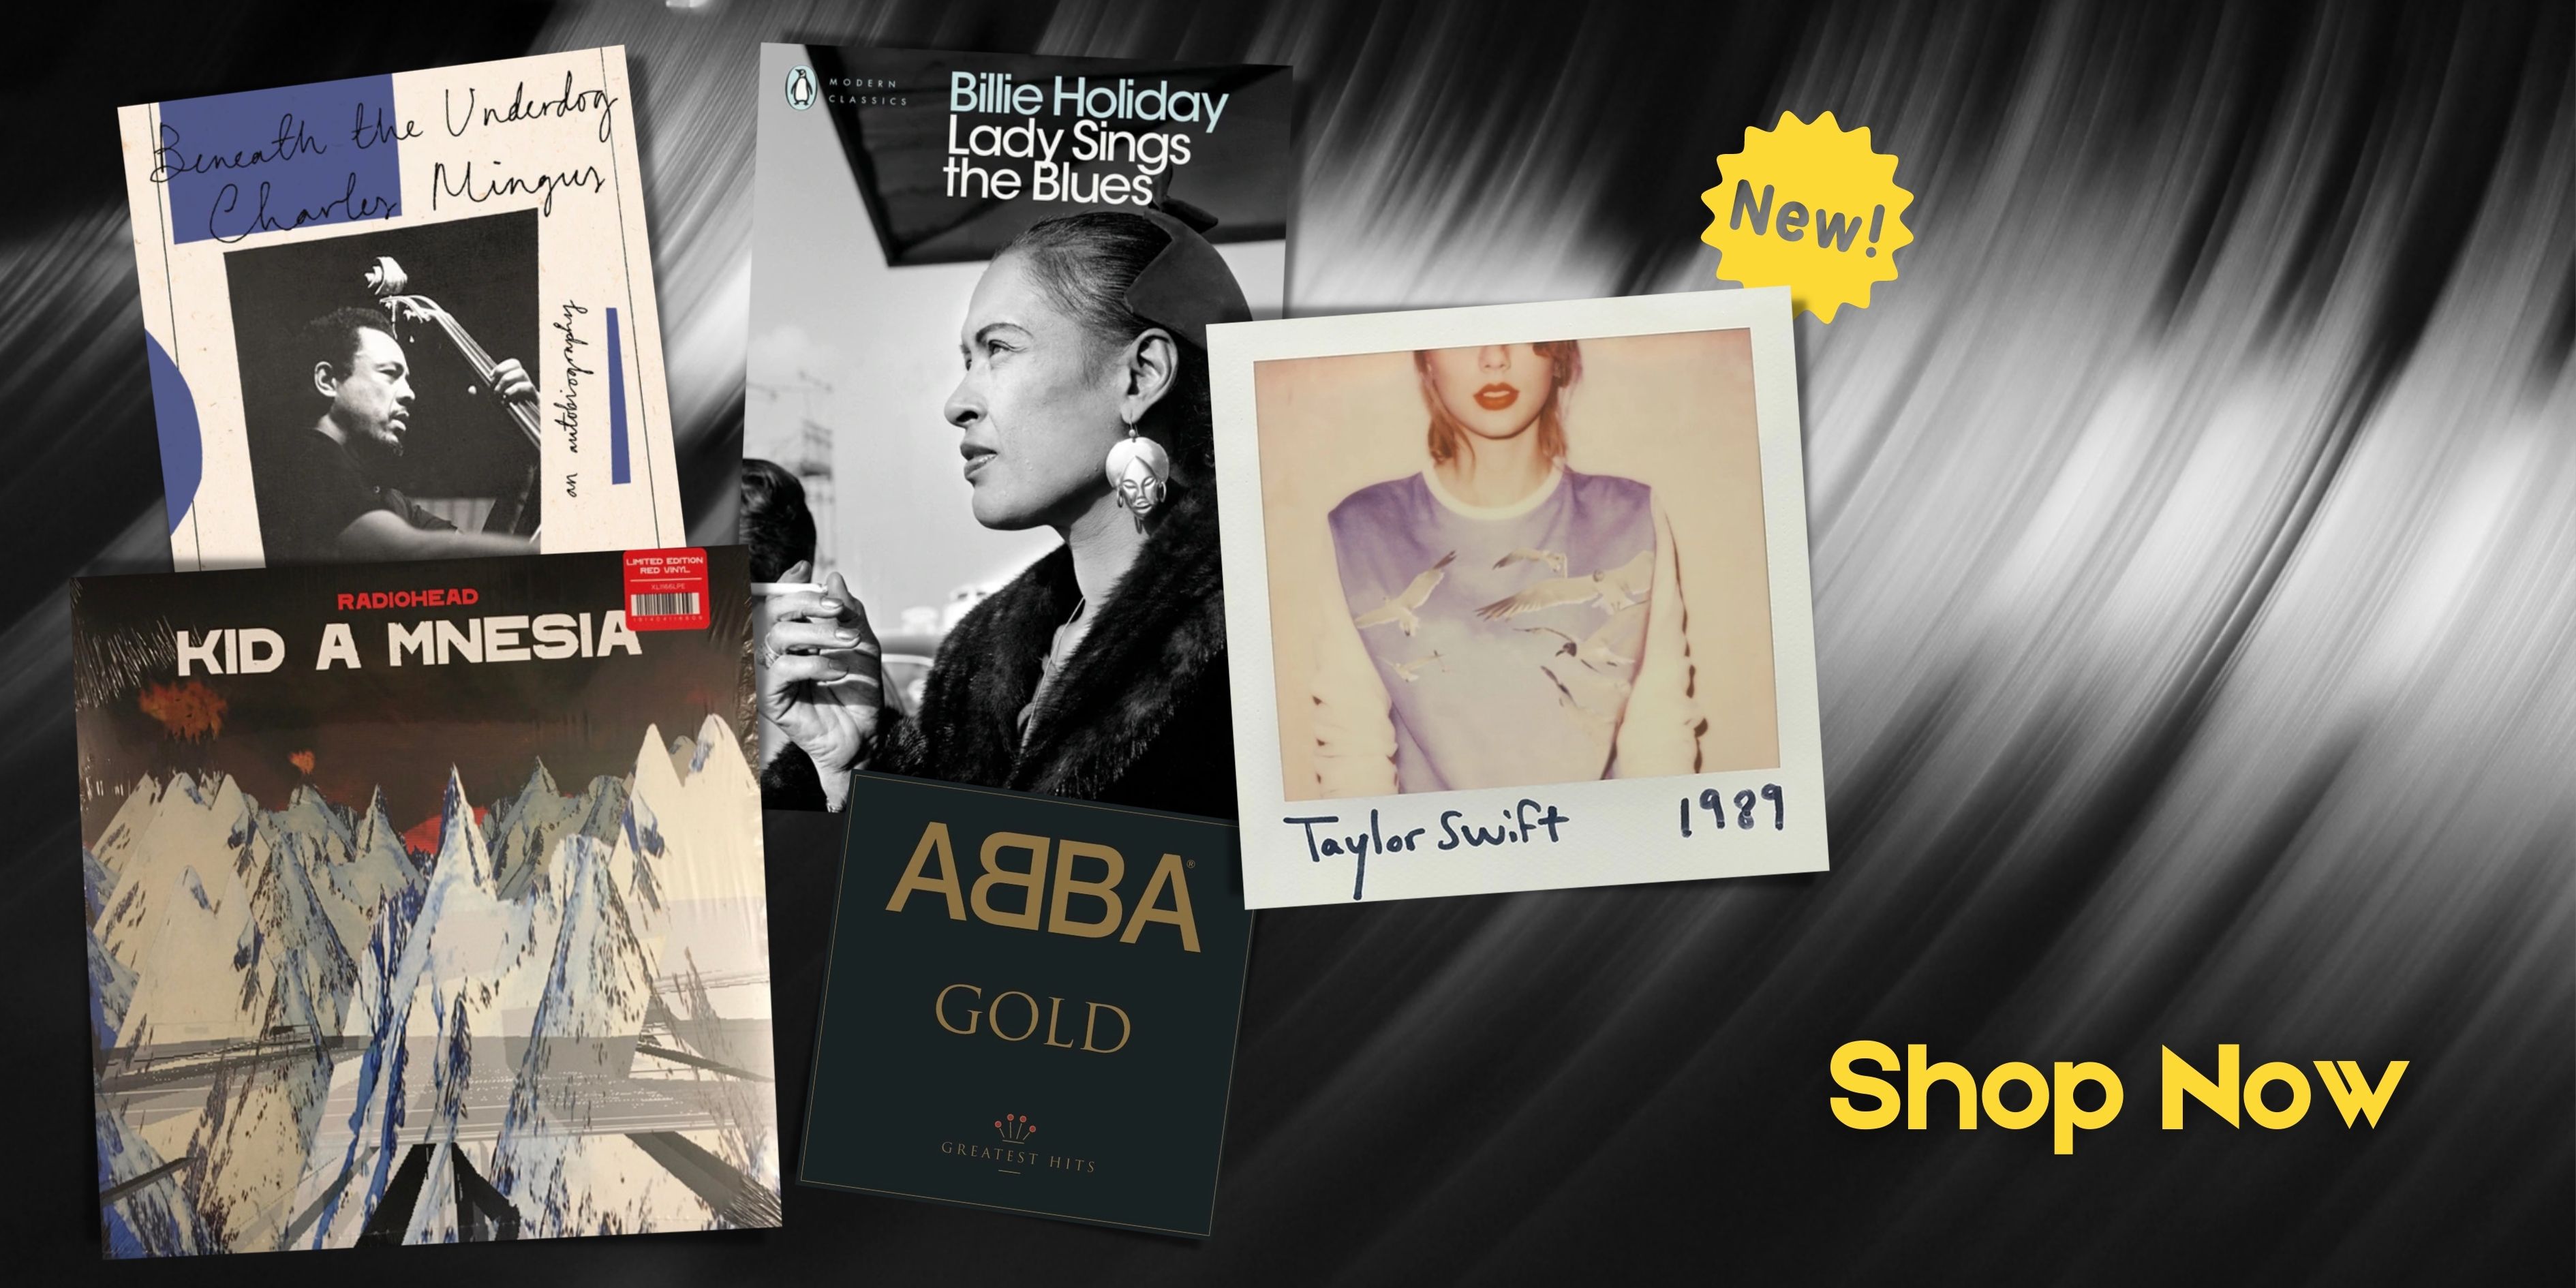 Beneath the Underdog
Charles Mingus
an autobiography
MODERN
CLASSICS
Billie Holiday
Lady Sings
the Blues
New!
LIMITED EDITION
RED VINYL
RADIOHEAD
KID A MNESIA
Taylor Swift 1989
ABBA®
GOLD
GREATEST HITS
Shop Now